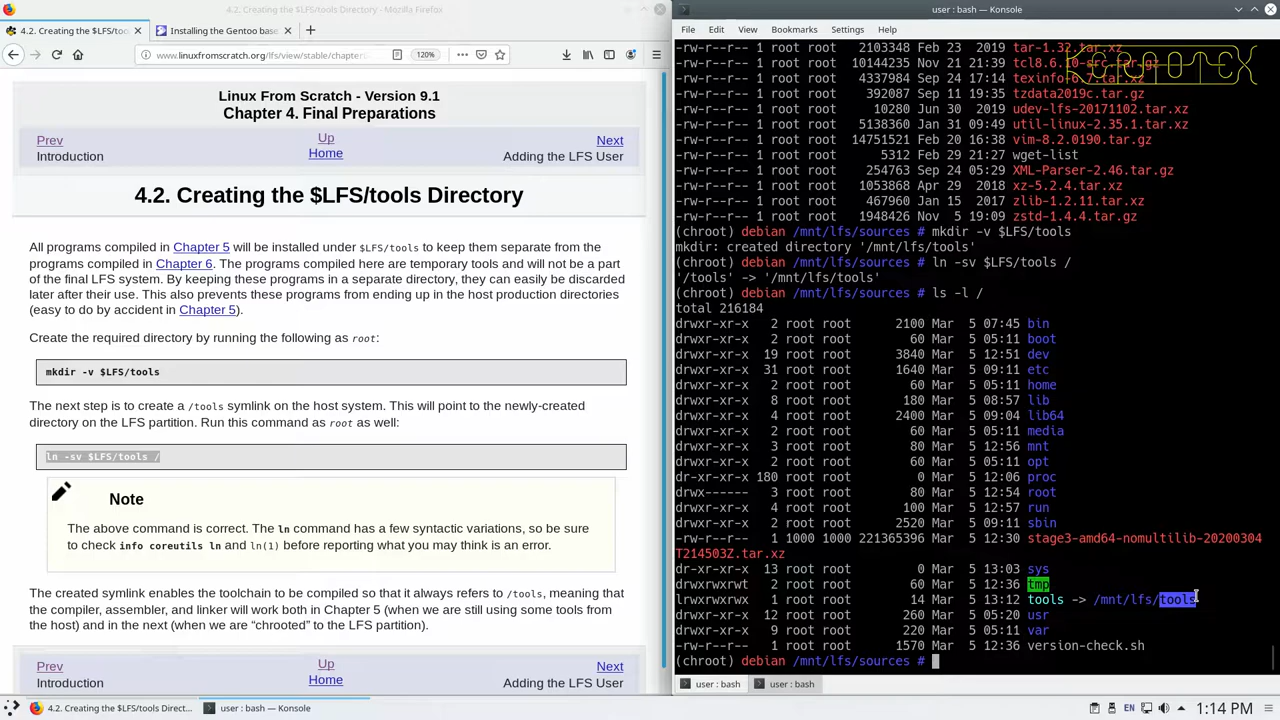 4.2. Creating the $LFS/tools Directory - Mozilla Firefox
4.2. Creating the $LFS/too
Installing the Gentoo base
www.linuxfromscratch.org/lfs/view/stable/chapter
120%
Linux From Scratch - Version 9.1
Chapter 4. Final Preparations
Prev
Up
Next
Introduction
Home
Adding the LFS User
4.2. Creating the $LFS/tools Directory
All programs compiled in Chapter 5 will be installed under $LFS/tools to keep them separate from the
programs compiled in Chapter 6. The programs compiled here are temporary tools and will not be a part
of the final LFS system. By keeping these programs in a separate directory, they can easily be discarded
later after their use. This also prevents these programs from ending up in the host production directories
(easy to do by accident in Chapter 5).
Create the required directory by running the following as root:
mkdir -v $LFS/tools
The next step is to create a /tools symlink on the host system. This will point to the newly-created
directory on the LFS partition. Run this command as root as well:
ln -sv $LFS/tools /
Note
The above command is correct. The ln command has a few syntactic variations, so be sure
to check info coreutils ln and ln(1) before reporting what you may think is an error.
The created symlink enables the toolchain to be compiled so that it always refers to /tools, meaning that
the compiler, assembler, and linker will work both in Chapter 5 (when we are still using some tools from
the host) and in the next (when we are “chrooted” to the LFS partition).
Prev
Up
Next
Introduction
Home
Adding the LFS User
user : bash — Konsole
File Edit View Bookmarks Settings Help
-rw-r--r-- 1 root root 2103348 Feb 23 2019 tar-1.32.tar.xz
-rw-r--r-- 1 root root 10144235 Nov 21 21:39 tcl8.6.10-src.tar.gz
-rw-r--r-- 1 root root 4337984 Sep 24 17:14 texinfo-6.7.tar.xz
-rw-r--r-- 1 root root 392087 Sep 11 19:35 tzdata2019c.tar.gz
-rw-r--r-- 1 root root 10280 Jun 30 2019 udev-lfs-20171102.tar.xz
-rw-r--r-- 1 root root 5138360 Jan 31 09:49 util-linux-2.35.1.tar.xz
-rw-r--r-- 1 root root 14751521 Feb 20 16:38 vim-8.2.0190.tar.gz
-rw-r--r-- 1 root root 5312 Feb 29 21:27 wget-list
-rw-r--r-- 1 root root 254763 Sep 24 05:29 XML-Parser-2.46.tar.gz
-rw-r--r-- 1 root root 1053868 Apr 29 2018 xz-5.2.4.tar.xz
-rw-r--r-- 1 root root 467960 Jan 15 2017 zlib-1.2.11.tar.xz
-rw-r--r-- 1 root root 1948426 Nov 5 19:09 zstd-1.4.4.tar.gz
(chroot) debian /mnt/lfs/sources # mkdir -v $LFS/tools
mkdir: created directory '/mnt/lfs/tools'
(chroot) debian /mnt/lfs/sources # ln -sv $LFS/tools /
'/tools' -> '/mnt/lfs/tools'
(chroot) debian /mnt/lfs/sources # ls -l /
total 216184
drwxr-xr-x 2 root root 2100 Mar 5 07:45 bin
drwxr-xr-x 2 root root 60 Mar 5 05:11 boot
drwxr-xr-x 19 root root 3840 Mar 5 12:51 dev
drwxr-xr-x 31 root root 1640 Mar 5 09:11 etc
drwxr-xr-x 2 root root 60 Mar 5 05:11 home
drwxr-xr-x 8 root root 180 Mar 5 08:57 lib
drwxr-xr-x 4 root root 2400 Mar 5 09:04 lib64
drwxr-xr-x 2 root root 60 Mar 5 05:11 media
drwxr-xr-x 3 root root 80 Mar 5 12:56 mnt
drwxr-xr-x 2 root root 60 Mar 5 05:11 opt
dr-xr-xr-x 180 root root 0 Mar 5 12:06 proc
drwx------ 3 root root 80 Mar 5 12:54 root
drwxr-xr-x 4 root root 100 Mar 5 09:11 run
drwxr-xr-x 2 root root 2520 Mar 5 09:11 sbin
-rw-r--r-- 1 1000 1000 221365396 Mar 5 12:30 stage3-amd64-nomultilib-20200304
T214503Z.tar.xz
dr-xr-xr-x 13 root root 0 Mar 5 13:03 sys
drwxrwxrwt 2 root root 60 Mar 5 12:36 tmp
lrwxrwxrwx 1 root root 14 Mar 5 13:12 tools -> /mnt/lfs/tools
drwxr-xr-x 12 root root 260 Mar 5 05:20 usr
drwxr-xr-x 9 root root 220 Mar 5 05:11 var
-rw-r--r-- 1 root root 1570 Mar 5 12:36 version-check.sh
(chroot) debian /mnt/lfs/sources #
user : bash
user : bash
4.2. Creating the $LFS/tools Direct...
user : bash — Konsole
EN
1:14 PM